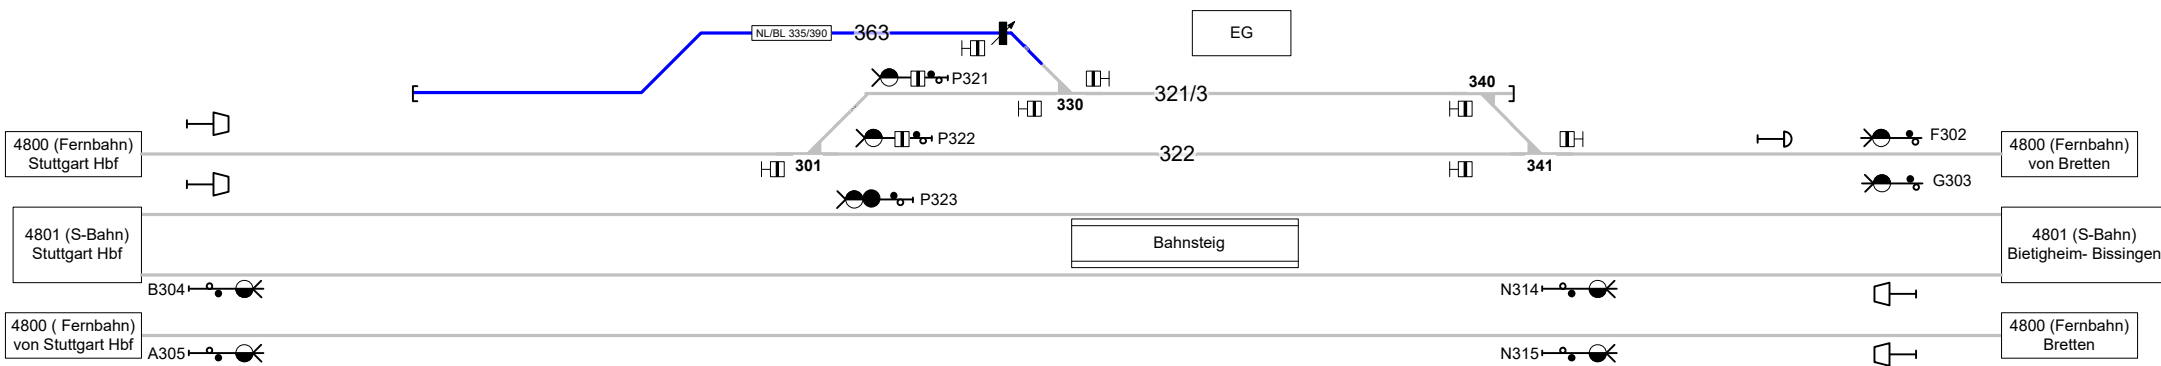 EG
NL/BL 335/390
363
P321
321/3
340
330
4800 (Fernbahn)
Stuttgart Hbf
P322
322
F302
4800 (Fernbahn)
von Bretten
301
341
G303
P323
4801 (S-Bahn)
Stuttgart Hbf
Bahnsteig
4801 (S-Bahn)
Bietigheim- Bissingen
B304
N314
4800 ( Fernbahn)
von Stuttgart Hbf
4800 (Fernbahn)
Bretten
A305
N315